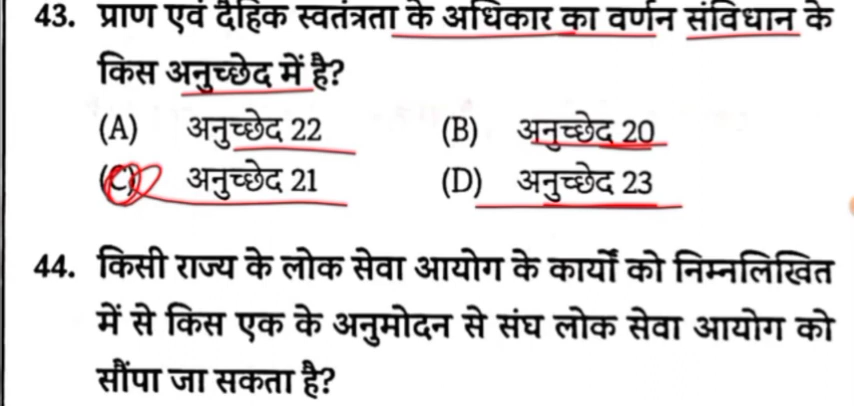 43. प्राण एवं दैहिक स्वतंत्रता के अधिकार का वर्णन संविधान के
किस अनुच्छेद में है?
(A) अनुच्छेद 22 (B) अनुच्छेद 20
(C) अनुच्छेद 21 (D) अनुच्छेद 23
44. किसी राज्य के लोक सेवा आयोग के कार्यों को निम्नलिखित
में से किस एक के अनुमोदन से संघ लोक सेवा आयोग को
सौंपा जा सकता है?